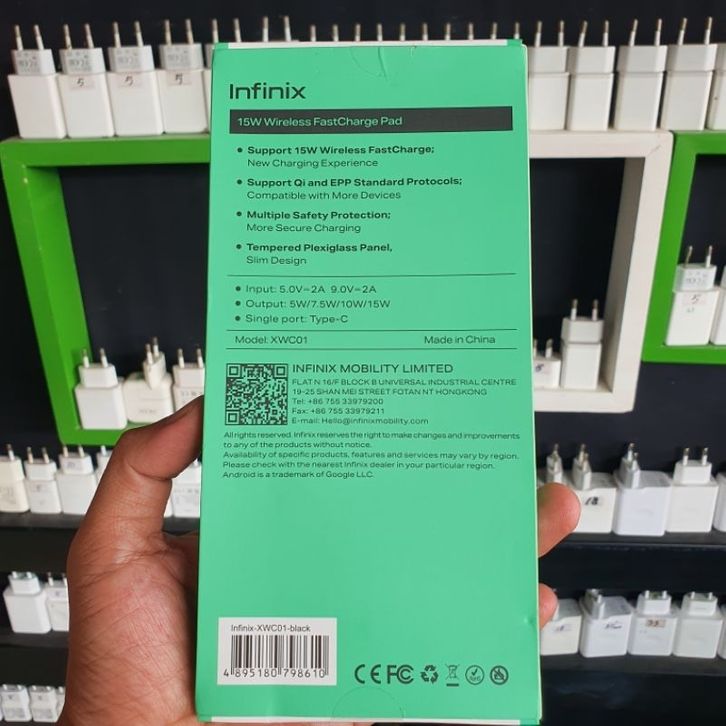 Infinix
15W Wireless FastCharge Pad
• Support 15W Wireless FastCharge;
New Charging Experience
• Support Qi and EPP Standard Protocols;
Compatible with More Devices
• Multiple Safety Protection;
More Secure Charging
• Tempered Plexiglass Panel,
Slim Design
• Input: 5.0V⎓2A 9.0V⎓2A
• Output: 5W/7.5W/10W/15W
• Single port: Type-C
Model: XWC01 Made in China
INFINIX MOBILITY LIMITED
FLAT N 16/F BLOCK B UNIVERSAL INDUSTRIAL CENTRE
19-25 SHAN MEI STREET FOTAN NT HONGKONG
Tel: +86 755 33979200
Fax: +86 755 33979211
E-mail: Hello@infinixmobility.com
All rights reserved. Infinix reserves the right to make changes and improvements
to any of the products without notice.
Availability of specific products, features and services may vary by region.
Please check with the nearest Infinix dealer in your particular region.
Android is a trademark of Google LLC.
Infinix-XWC01-black
4 895180 798610
CE FC